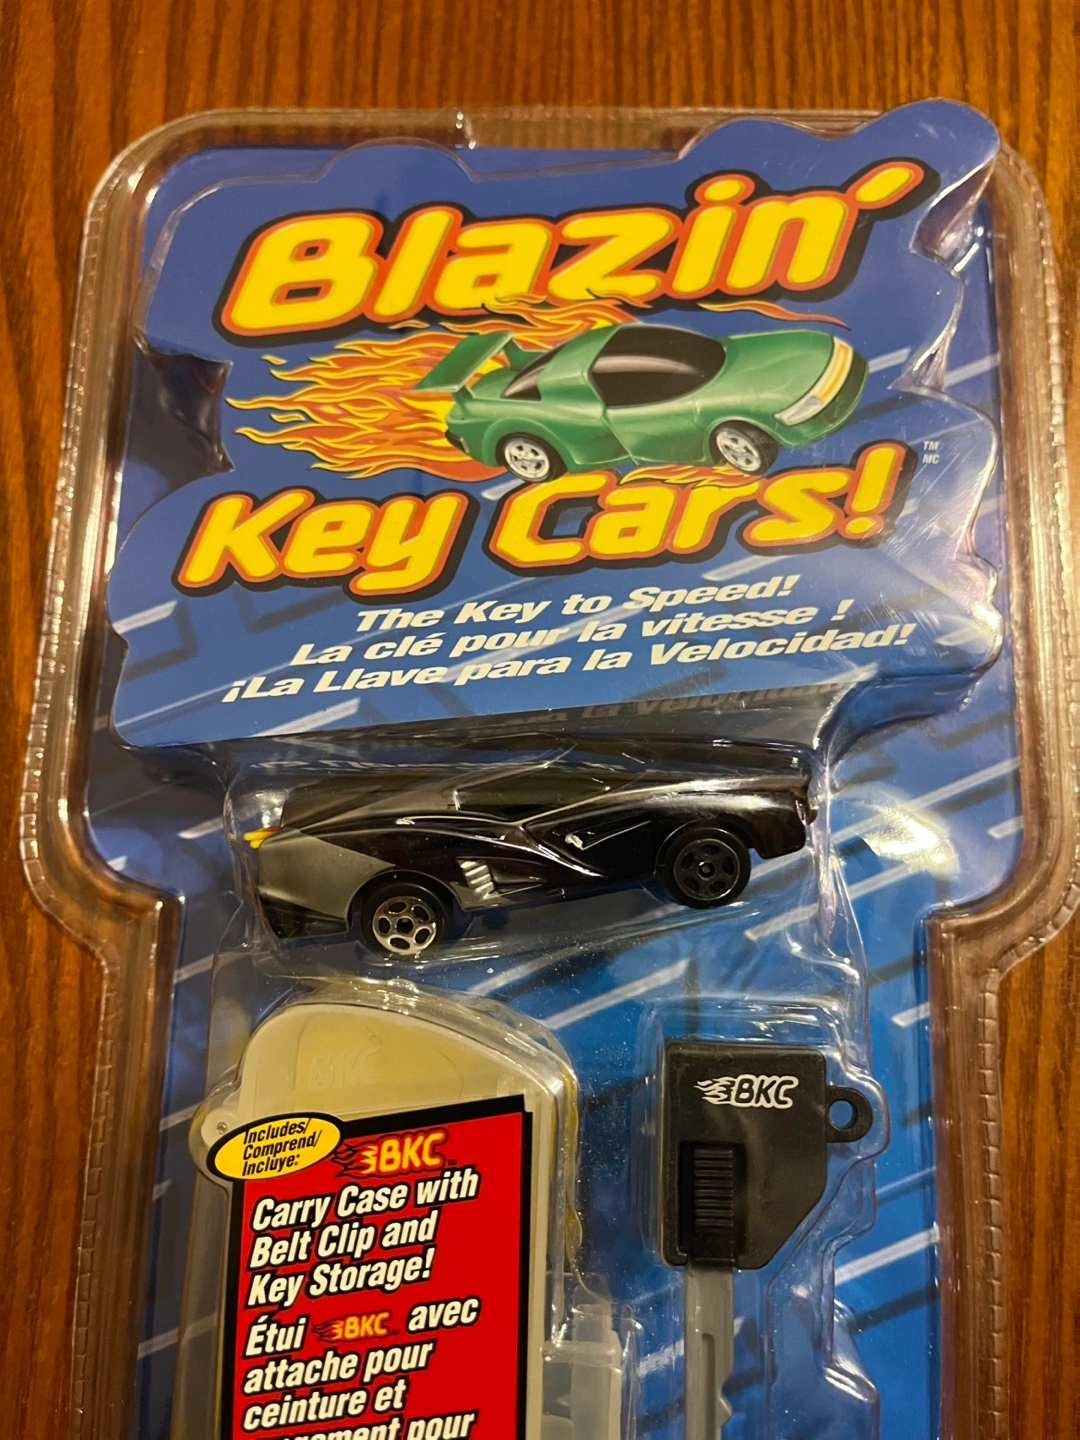 Blazin'
Key Cars!
TM
MC
The Key to Speed!
La clé pour la vitesse !
¡La Llave para la Velocidad!
BKC
Includes/
Comprend/
Incluye:
BKC
Carry Case with
Belt Clip and
Key Storage!
Étui BKC avec
attache pour
ceinture et
pour